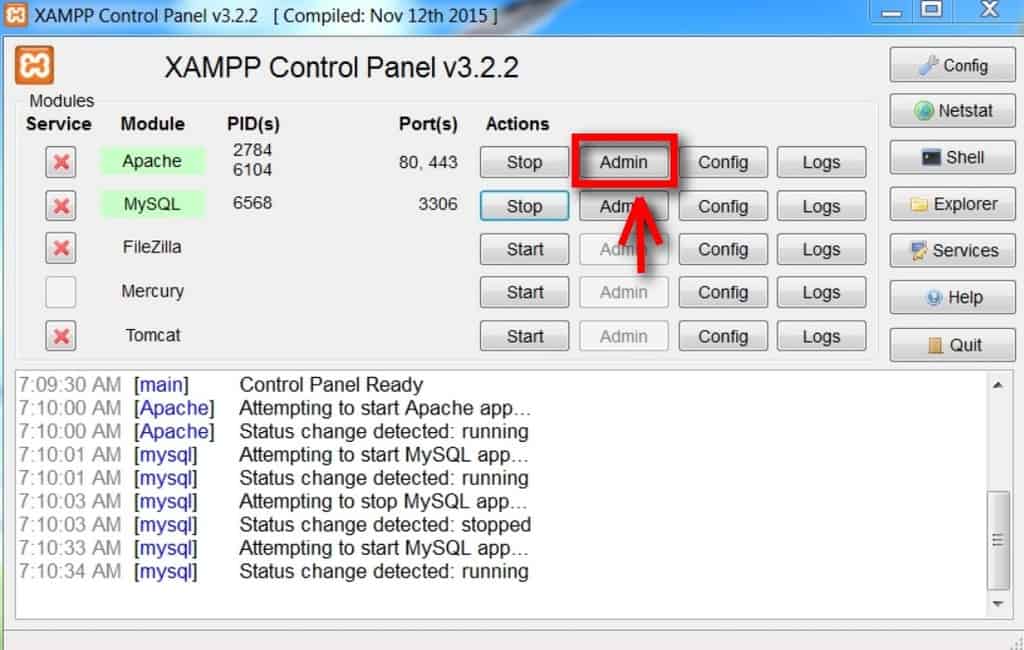 XAMPP Control Panel v3.2.2 [ Compiled: Nov 12th 2015 ]
XAMPP Control Panel v3.2.2
Config
Modules
Netstat
Service Module PID(s) Port(s) Actions
Apache 2784 6104 80, 443 Stop Admin Config Logs
Shell
MySQL 6568 3306 Stop Admin Config Logs
Explorer
FileZilla Start Admin Config Logs
Services
Mercury Start Admin Config Logs
Help
Tomcat Start Admin Config Logs
Quit
7:09:30 AM [main] Control Panel Ready
7:10:00 AM [Apache] Attempting to start Apache app...
7:10:00 AM [Apache] Status change detected: running
7:10:01 AM [mysql] Attempting to start MySQL app...
7:10:01 AM [mysql] Status change detected: running
7:10:03 AM [mysql] Attempting to stop MySQL app...
7:10:03 AM [mysql] Status change detected: stopped
7:10:33 AM [mysql] Attempting to start MySQL app...
7:10:34 AM [mysql] Status change detected: running